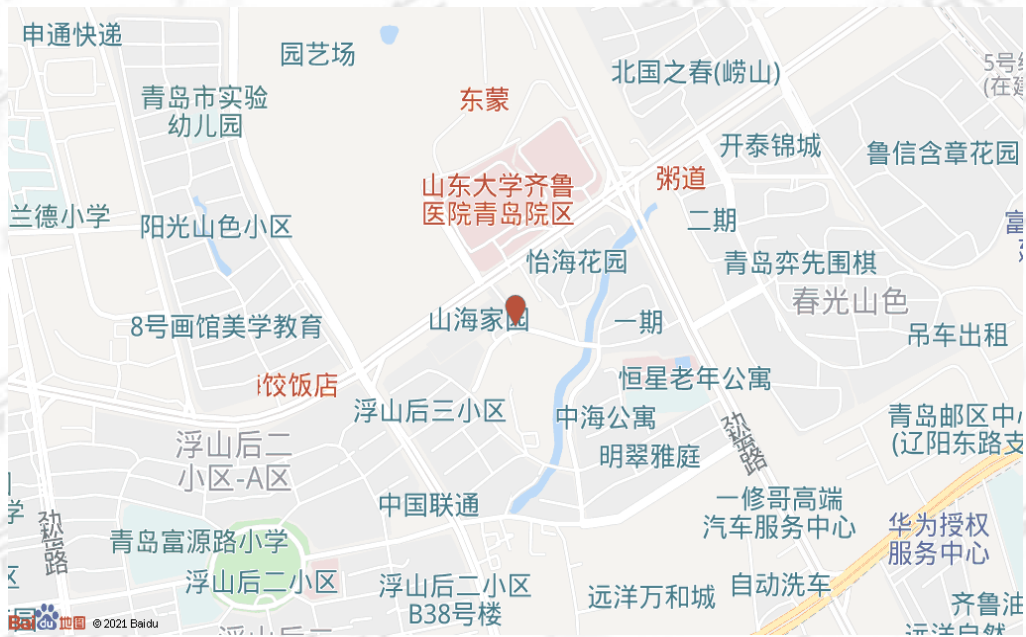 申通快递
园艺场
北国之春(崂山)
青岛市实验
幼儿园
东蒙
开泰锦城
鲁信含章花园
山东大学齐鲁
医院青岛院区
粥道
兰德小学
阳光山色小区
二期
怡海花园
青岛弈先围棋
春光山色
山海家园
一期
8号画馆美学教育
吊车出租
饺饭店
恒星老年公寓
浮山后三小区
中海公寓
青岛邮区中心
(辽阳东路支
劲松路
浮山后二
小区-A区
明翠雅庭
中国联通
一修哥高端
汽车服务中心
华为授权
服务中心
劲松路
青岛富源路小学
浮山后二小区
浮山后二小区
B38号楼
远洋万和城
自动洗车
齐鲁油
远洋自然
Bai du 地图 © 2021 Baidu